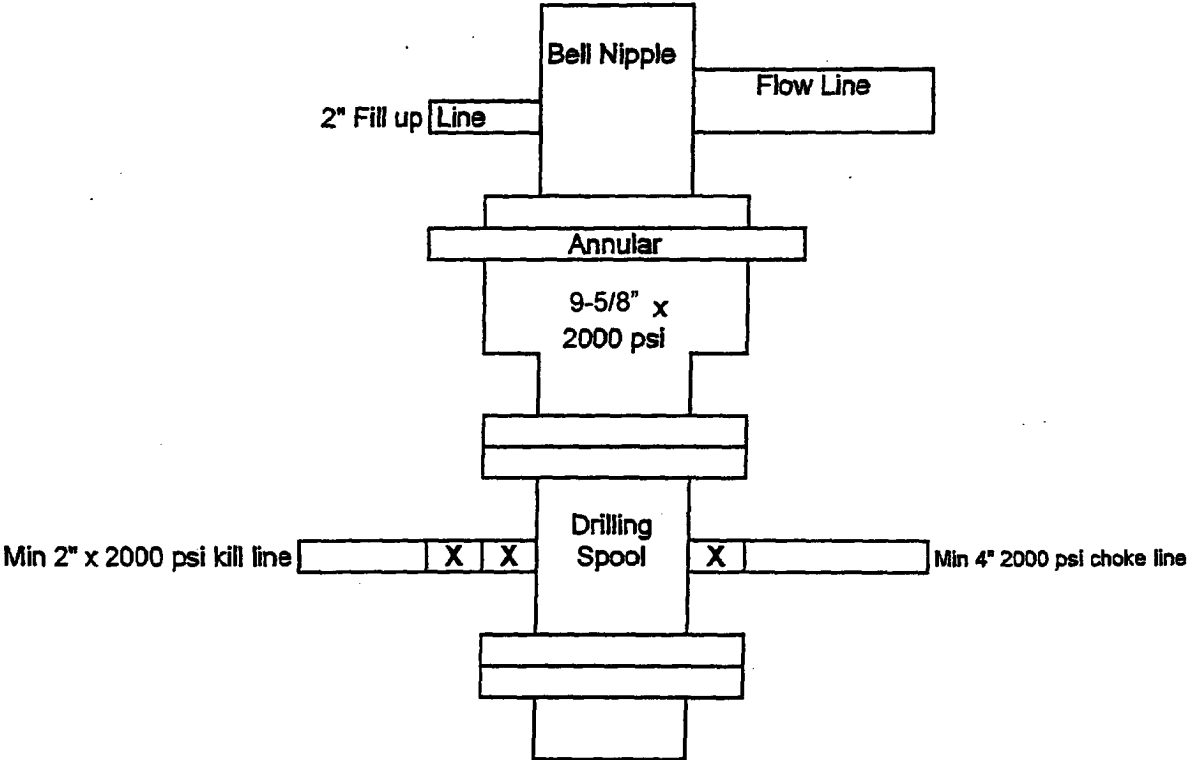 Bell Nipple
Flow Line
2" Fill up Line
Annular
9-5/8" x
2000 psi
Drilling
Spool
Min 2" x 2000 psi kill line
X X
X
Min 4" 2000 psi choke line